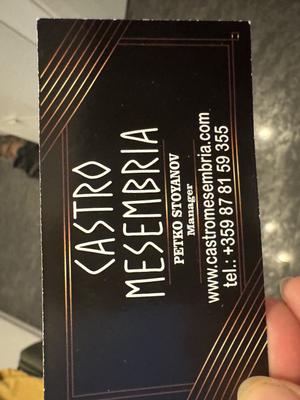 CASTRO
MESEMBRIA
PETKO STOYANOV
Manager
www.castromesembria.com
tel.: +359 87 81 59 355